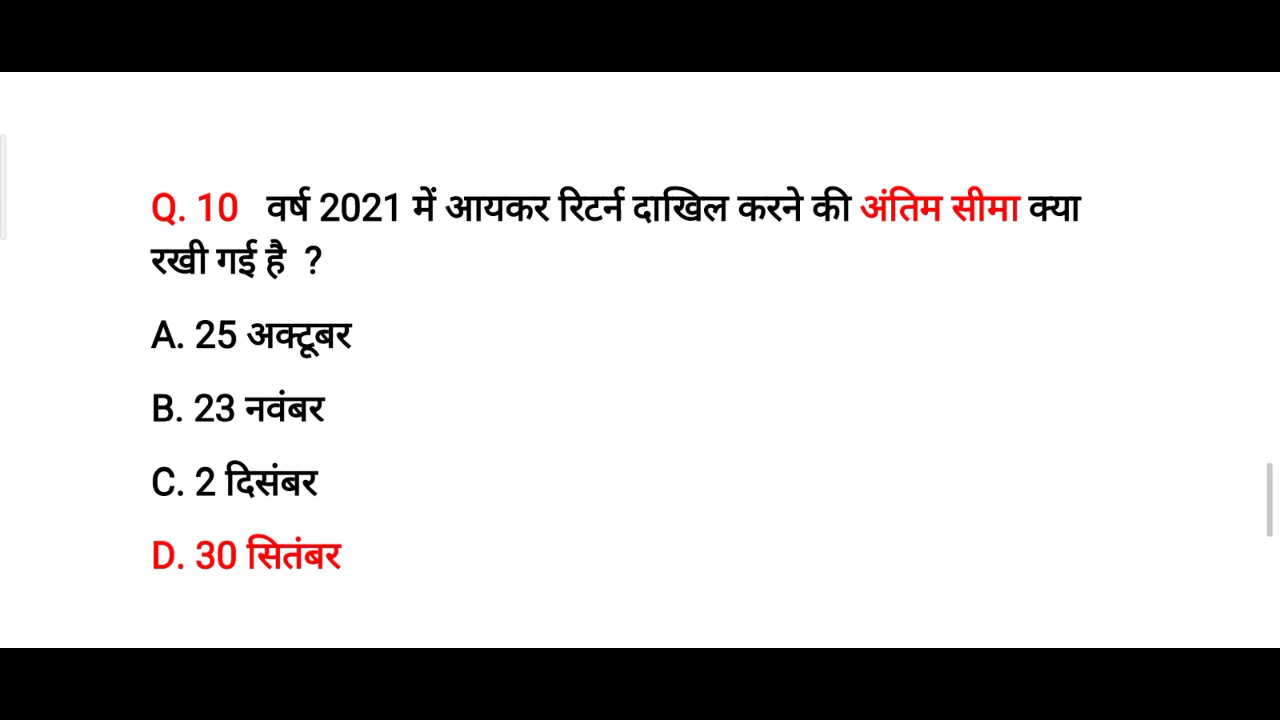 Q. 10 वर्ष 2021 में आयकर रिटर्न दाखिल करने की अंतिम सीमा क्या
रखी गई है ?
A. 25 अक्टूबर
B. 23 नवंबर
C. 2 दिसंबर
D. 30 सितंबर